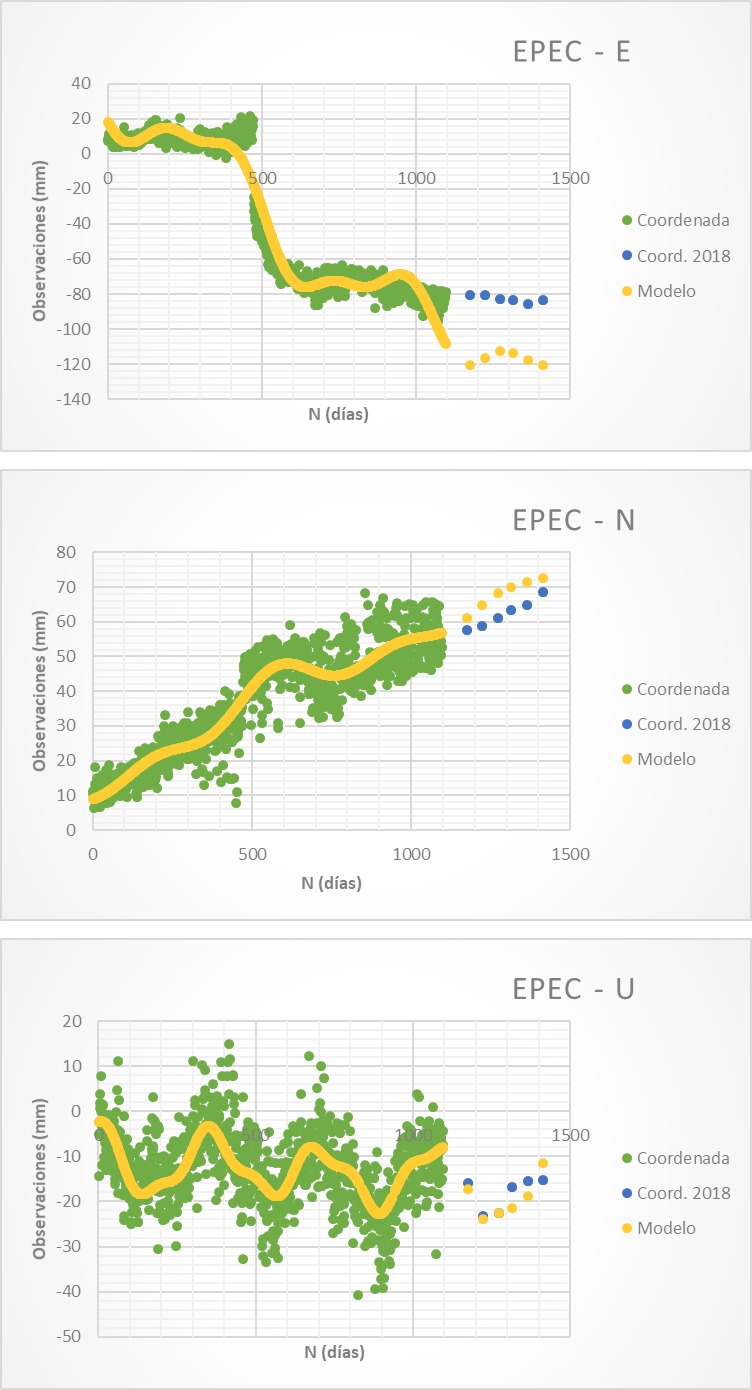 EPEC - E
40
20
0
-20
-40
-60
-80
-100
-120
-140
0 500 1000 1500
Observaciones (mm)
N (días)
Coordenada
Coord. 2018
Modelo
EPEC - N
80
70
60
50
40
30
20
10
0
0 500 1000 1500
Observaciones (mm)
N (días)
Coordenada
Coord. 2018
Modelo
EPEC - U
20
10
0
-10
-20
-30
-40
-50
0 500 1000 1500
Observaciones (mm)
N (días)
Coordenada
Coord. 2018
Modelo